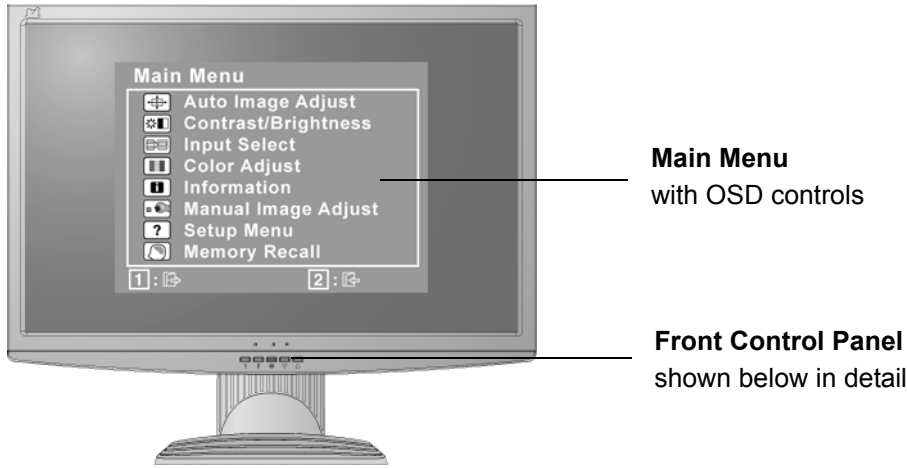 Main Menu
Auto Image Adjust
Contrast/Brightness
Input Select
Color Adjust
Information
Manual Image Adjust
? Setup Menu
Memory Recall
1 : 2 :
Main Menu
with OSD controls
Front Control Panel
shown below in detail